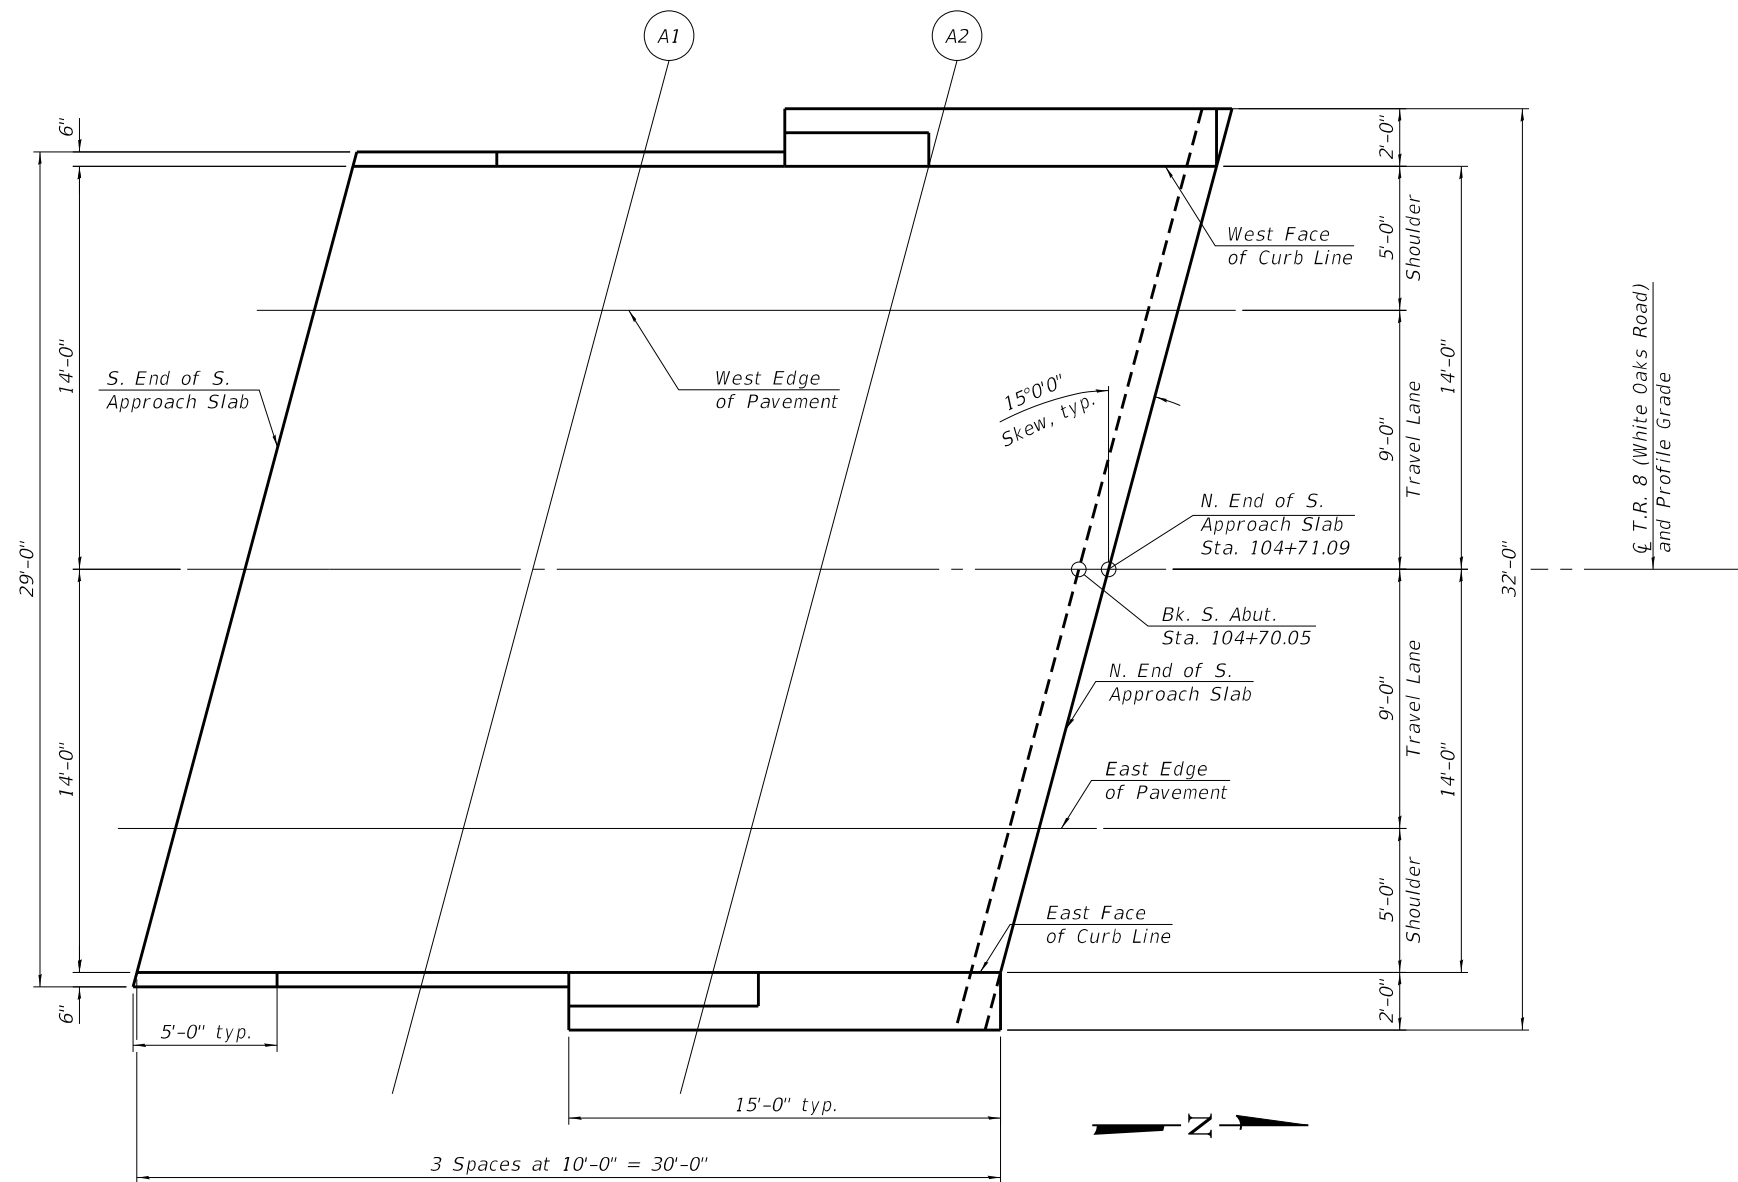 A1
A2
6"
2'-0"
5'-0"
Shoulder
West Face
of Curb Line
14'-0"
S. End of S.
Approach Slab
West Edge
of Pavement
15°0'0"
Skew, typ.
9'-0"
Travel Lane
14'-0"
℄ T.R. 8 (White Oaks Road)
and Profile Grade
N. End of S.
Approach Slab
Sta. 104+71.09
29'-0"
32'-0"
Bk. S. Abut.
Sta. 104+70.05
N. End of S.
Approach Slab
9'-0"
Travel Lane
14'-0"
14'-0"
East Edge
of Pavement
5'-0"
Shoulder
East Face
of Curb Line
6"
2'-0"
5'-0" typ.
15'-0" typ.
N
3 Spaces at 10'-0" = 30'-0"